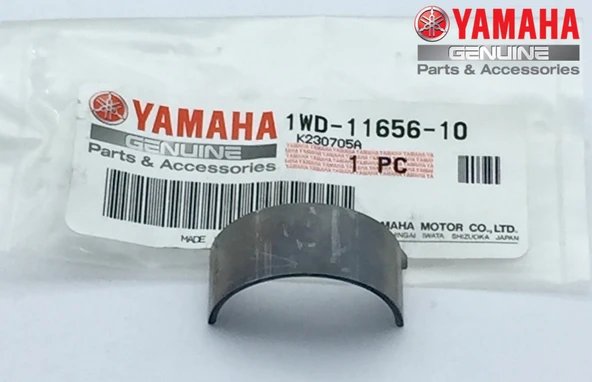 YAMAHA
GENUINE
Parts & Accessories
YAMAHA
GENUINE
Parts & Accessories
1WD-11656-10
K230705A
1 PC
MADE
YAMAHA MOTOR CO., LTD.
IWATA SHIZUOKA JAPAN